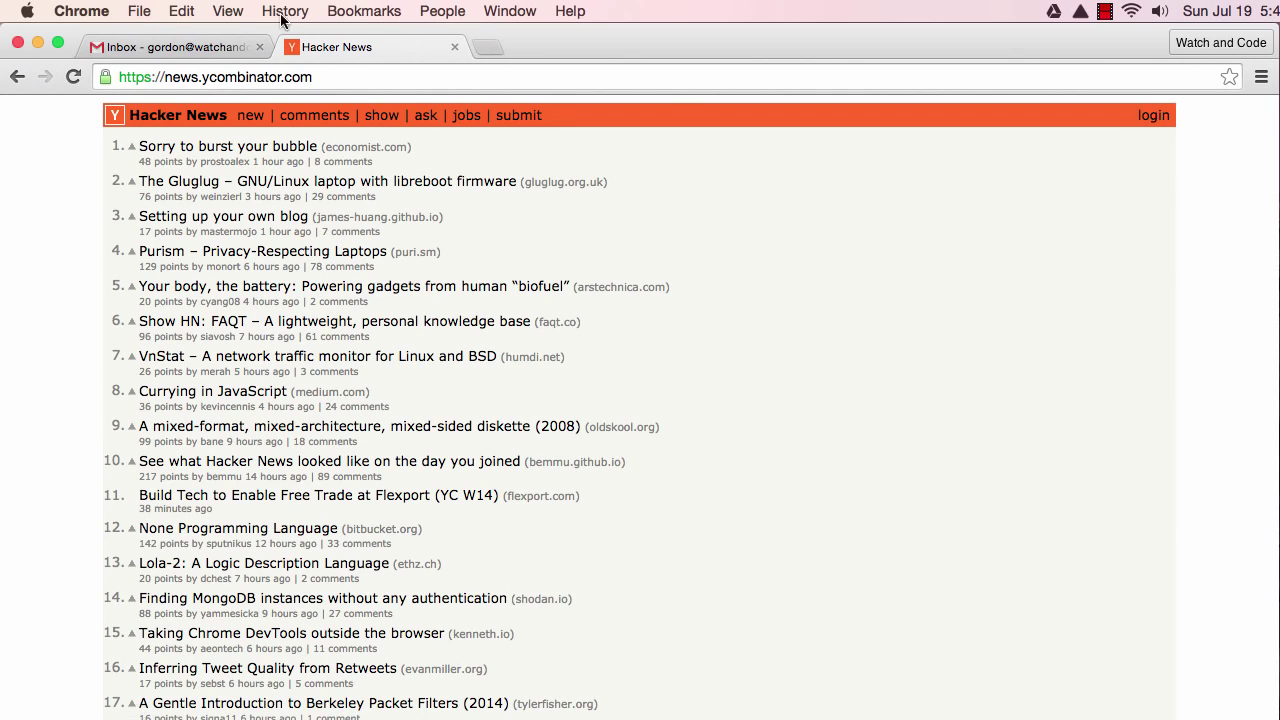 Chrome File Edit View History Bookmarks People Window Help Sun Jul 19 5:4
Inbox - gordon@watchand
Hacker News
Watch and Code
https://news.ycombinator.com
Y Hacker News new | comments | show | ask | jobs | submit login
1. Sorry to burst your bubble (economist.com)
48 points by prostoalex 1 hour ago | 8 comments
2. The Gluglug – GNU/Linux laptop with libreboot firmware (gluglug.org.uk)
76 points by weinzierl 3 hours ago | 29 comments
3. Setting up your own blog (james-huang.github.io)
17 points by mastermojo 1 hour ago | 7 comments
4. Purism – Privacy-Respecting Laptops (puri.sm)
129 points by monort 6 hours ago | 78 comments
5. Your body, the battery: Powering gadgets from human “biofuel” (arstechnica.com)
20 points by cyang08 4 hours ago | 2 comments
6. Show HN: FAQT – A lightweight, personal knowledge base (faqt.co)
96 points by siavosh 7 hours ago | 61 comments
7. VnStat – A network traffic monitor for Linux and BSD (humdi.net)
26 points by merah 5 hours ago | 3 comments
8. Currying in JavaScript (medium.com)
36 points by kevincennis 4 hours ago | 24 comments
9. A mixed-format, mixed-architecture, mixed-sided diskette (2008) (oldskool.org)
99 points by bane 9 hours ago | 18 comments
10. See what Hacker News looked like on the day you joined (bemmu.github.io)
217 points by bemmu 14 hours ago | 89 comments
11. Build Tech to Enable Free Trade at Flexport (YC W14) (flexport.com)
38 minutes ago
12. None Programming Language (bitbucket.org)
142 points by sputnikus 12 hours ago | 33 comments
13. Lola-2: A Logic Description Language (ethz.ch)
20 points by dchest 7 hours ago | 2 comments
14. Finding MongoDB instances without any authentication (shodan.io)
88 points by yammesicka 9 hours ago | 27 comments
15. Taking Chrome DevTools outside the browser (kenneth.io)
44 points by aeontech 6 hours ago | 11 comments
16. Inferring Tweet Quality from Retweets (evanmiller.org)
17 points by sebst 6 hours ago | 5 comments
17. A Gentle Introduction to Berkeley Packet Filters (2014) (tylerfisher.org)
16 points by signa11 6 hours ago | 1 comment